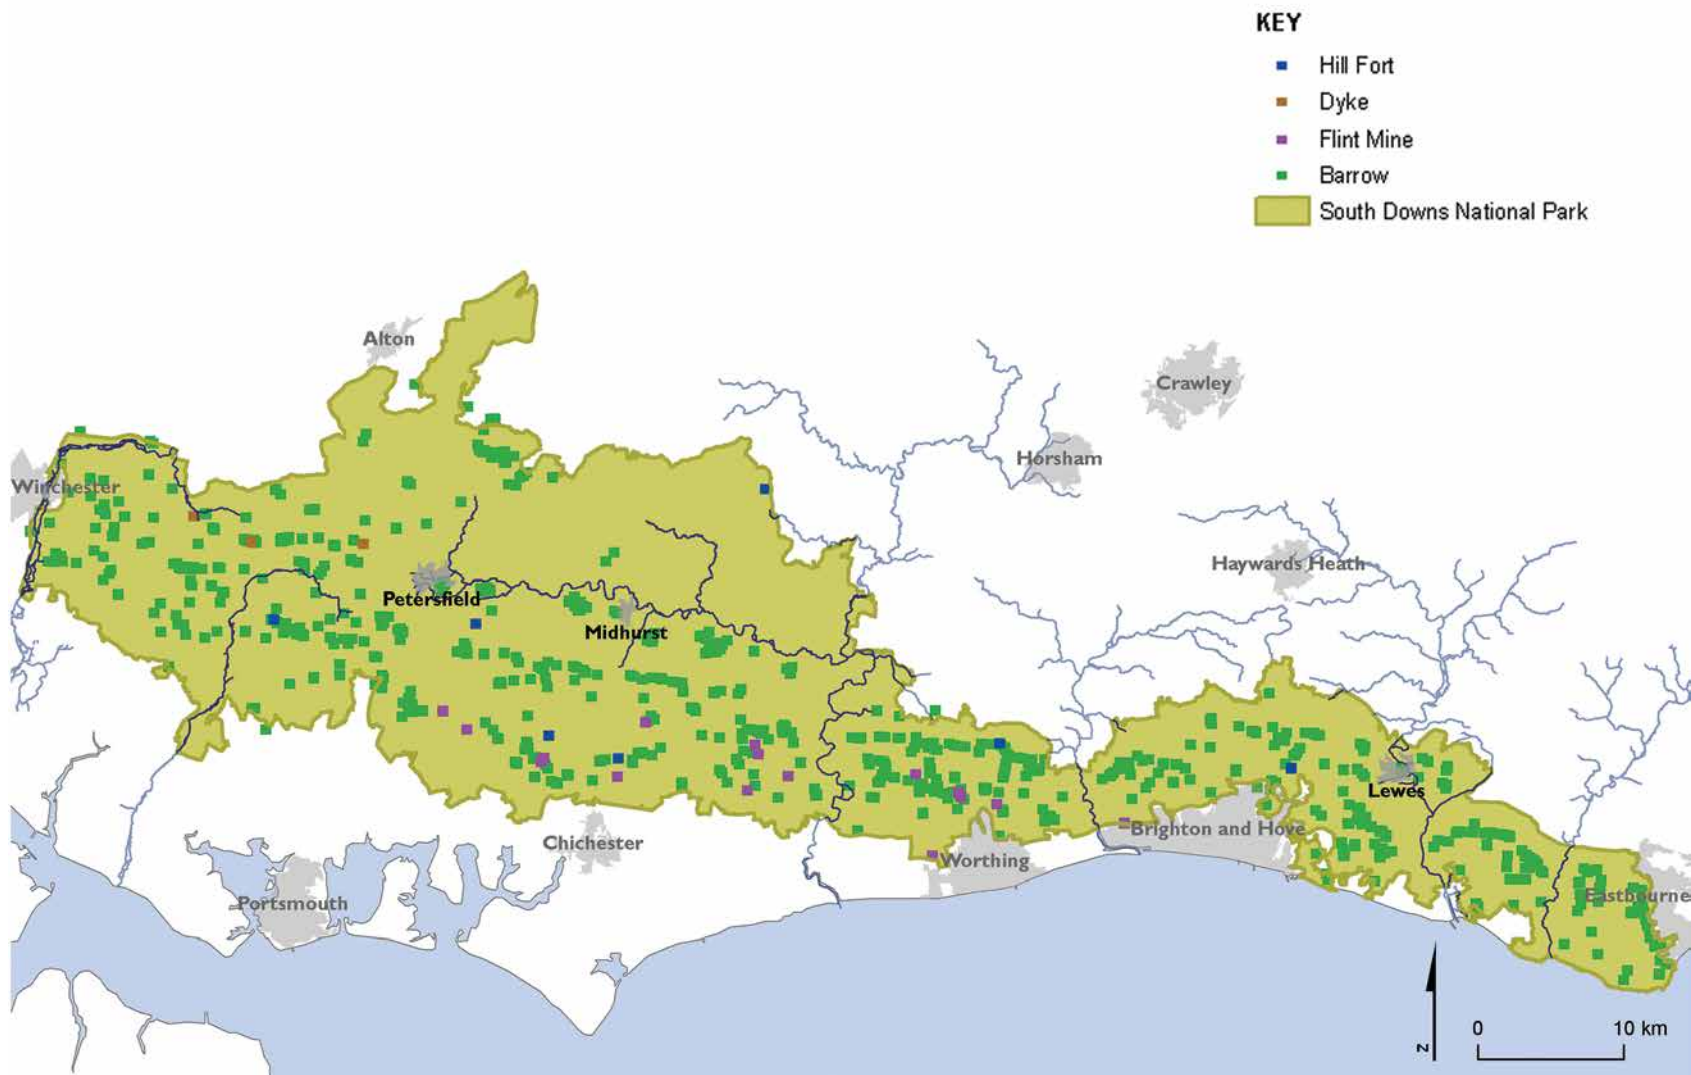 KEY
Hill Fort
Dyke
Flint Mine
Barrow
South Downs National Park
Alton
Crawley
Horsham
Winchester
Haywards Heath
Petersfield
Midhurst
Lewes
Brighton and Hove
Chichester
Worthing
Portsmouth
Eastbourne
0 10 km
N